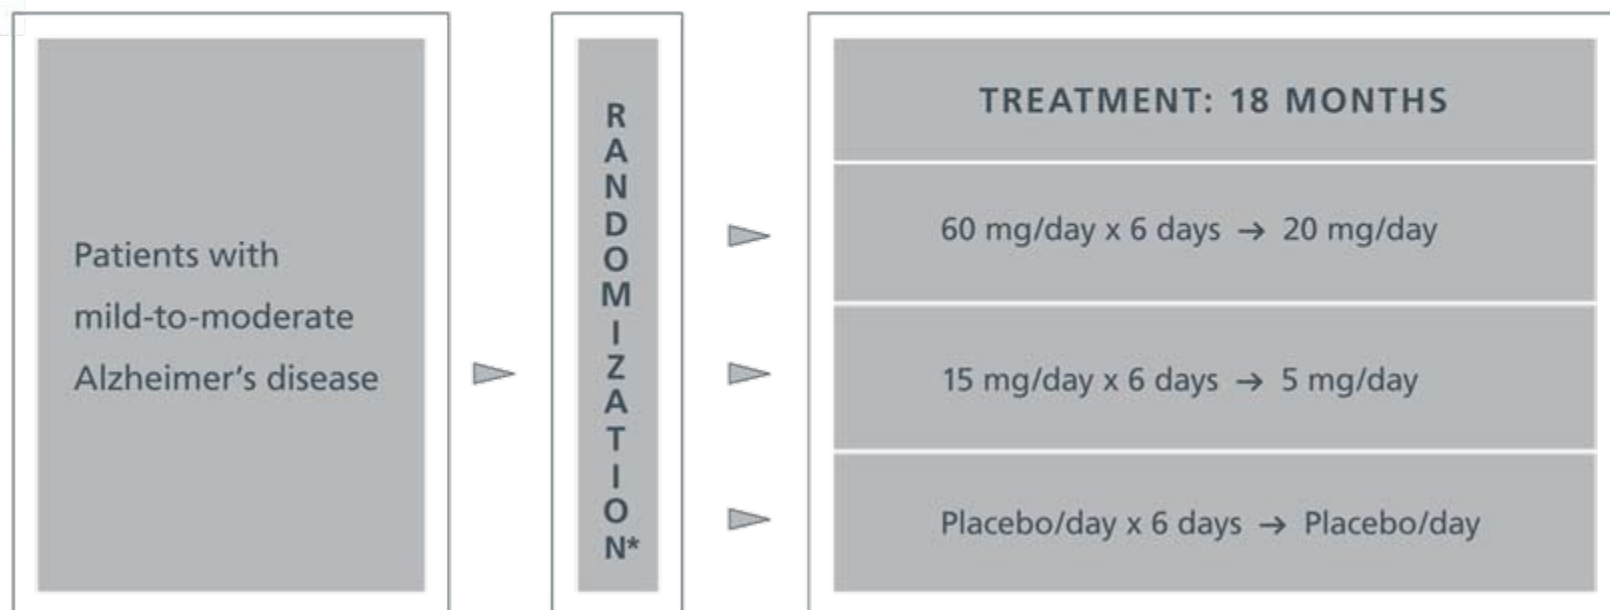 Patients with
mild-to-moderate
Alzheimer’s disease
RANDOMIZATION*
TREATMENT: 18 MONTHS
60 mg/day x 6 days → 20 mg/day
15 mg/day x 6 days → 5 mg/day
Placebo/day x 6 days → Placebo/day